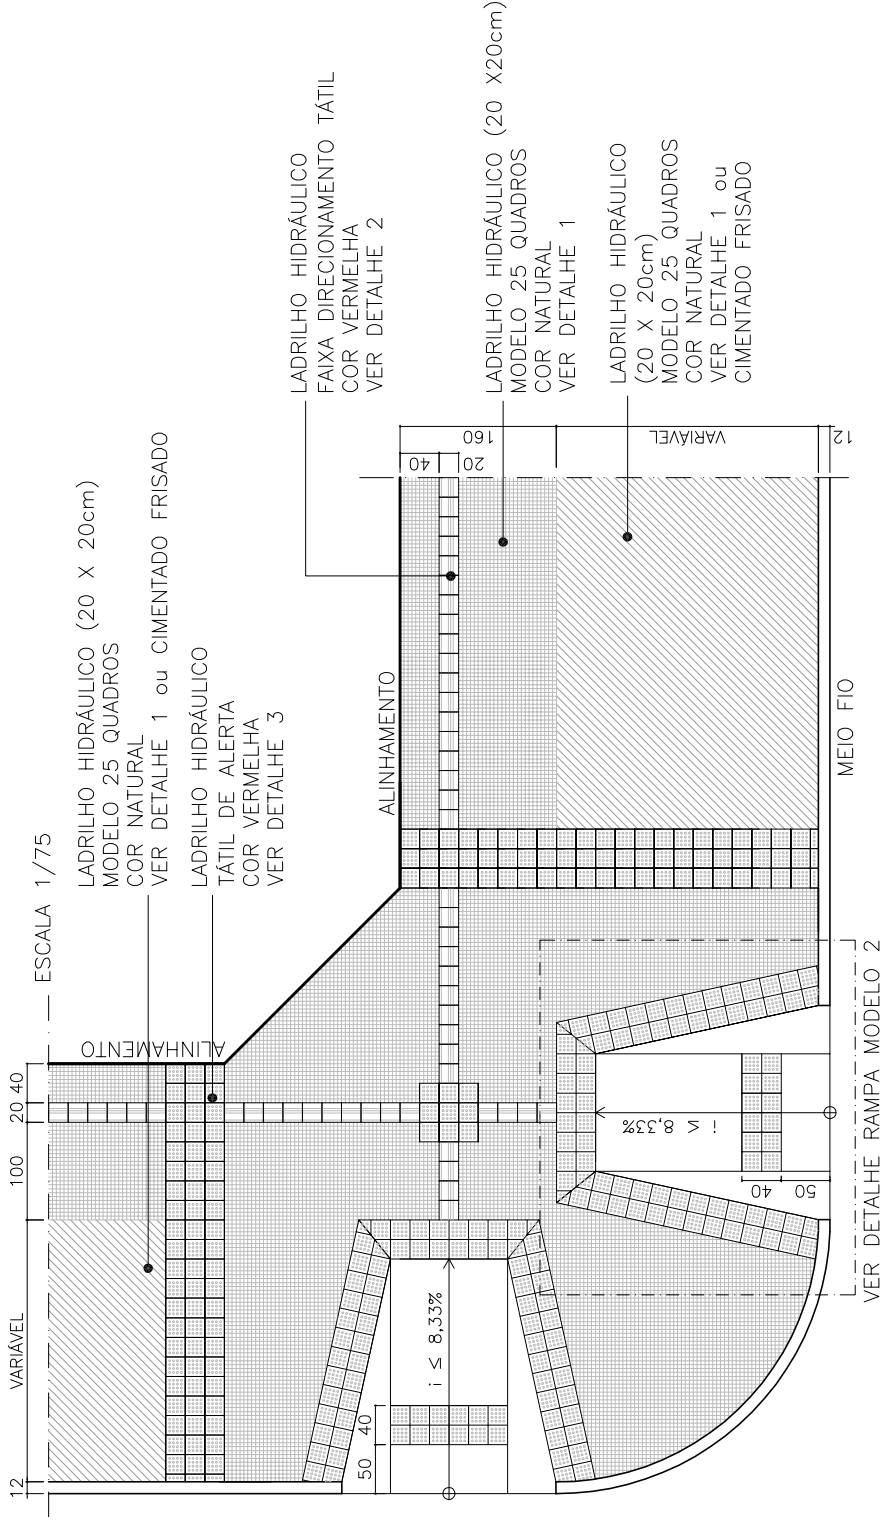 ESCALA 1/75
LADRILHO HIDRÁULICO (20 X 20cm)
MODELO 25 QUADROS
COR NATURAL
VER DETALHE 1 ou CIMENTADO FRISADO
LADRILHO HIDRÁULICO
TÁTIL DE ALERTA
COR VERMELHA
VER DETALHE 3
LADRILHO HIDRÁULICO
FAIXA DIRECIONAMENTO TÁTIL
COR VERMELHA
VER DETALHE 2
LADRILHO HIDRÁULICO (20 X20cm)
MODELO 25 QUADROS
COR NATURAL
VER DETALHE 1
LADRILHO HIDRÁULICO
(20 X 20cm)
MODELO 25 QUADROS
COR NATURAL
VER DETALHE 1 ou
CIMENTADO FRISADO
12
VARIÁVEL
100
20
40
ALINHAMENTO
ALINHAMENTO
40
20
160
VARIÁVEL
12
MEIO FIO
50
40
i ≤ 8,33%
i ≤ 8,33%
40
50
VER DETALHE RAMPA MODELO 2